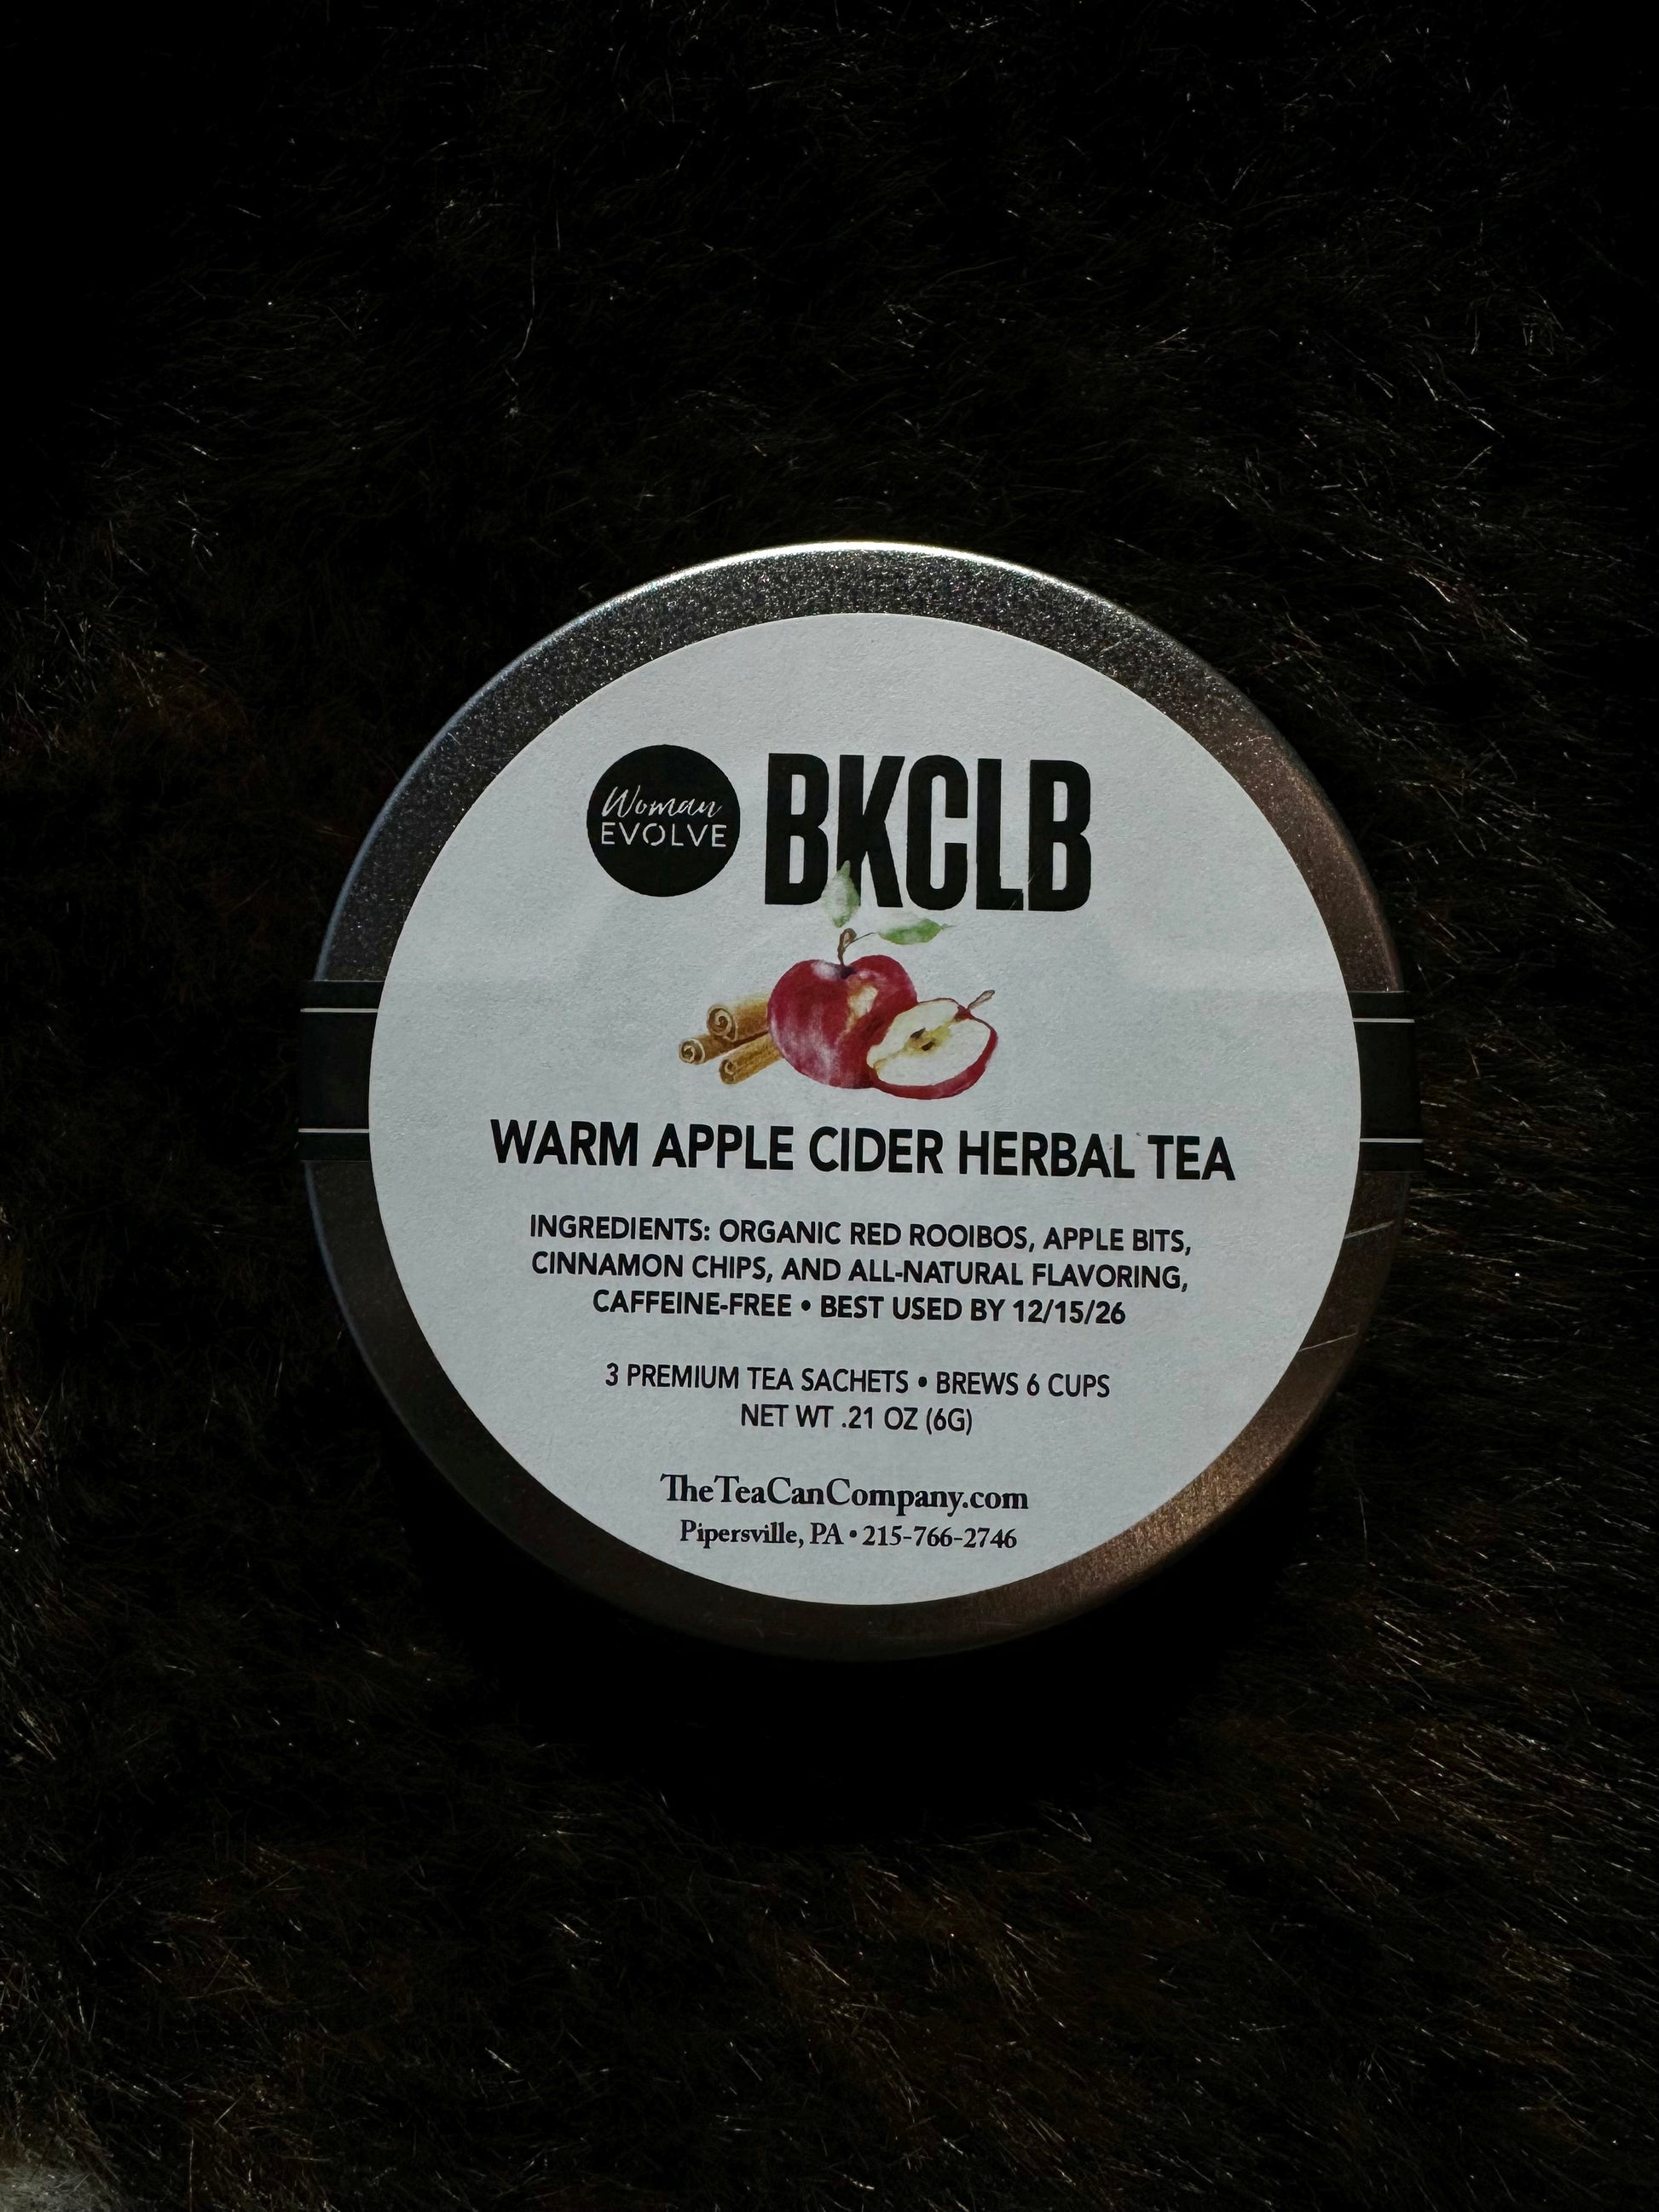 Woman
EVOLVE
BKCLB
WARM APPLE CIDER HERBAL TEA
INGREDIENTS: ORGANIC RED ROOIBOS, APPLE BITS,
CINNAMON CHIPS, AND ALL-NATURAL FLAVORING,
CAFFEINE-FREE • BEST USED BY 12/15/26
3 PREMIUM TEA SACHETS • BREWS 6 CUPS
NET WT .21 OZ (6G)
TheTeaCanCompany.com
Pipersville, PA • 215-766-2746